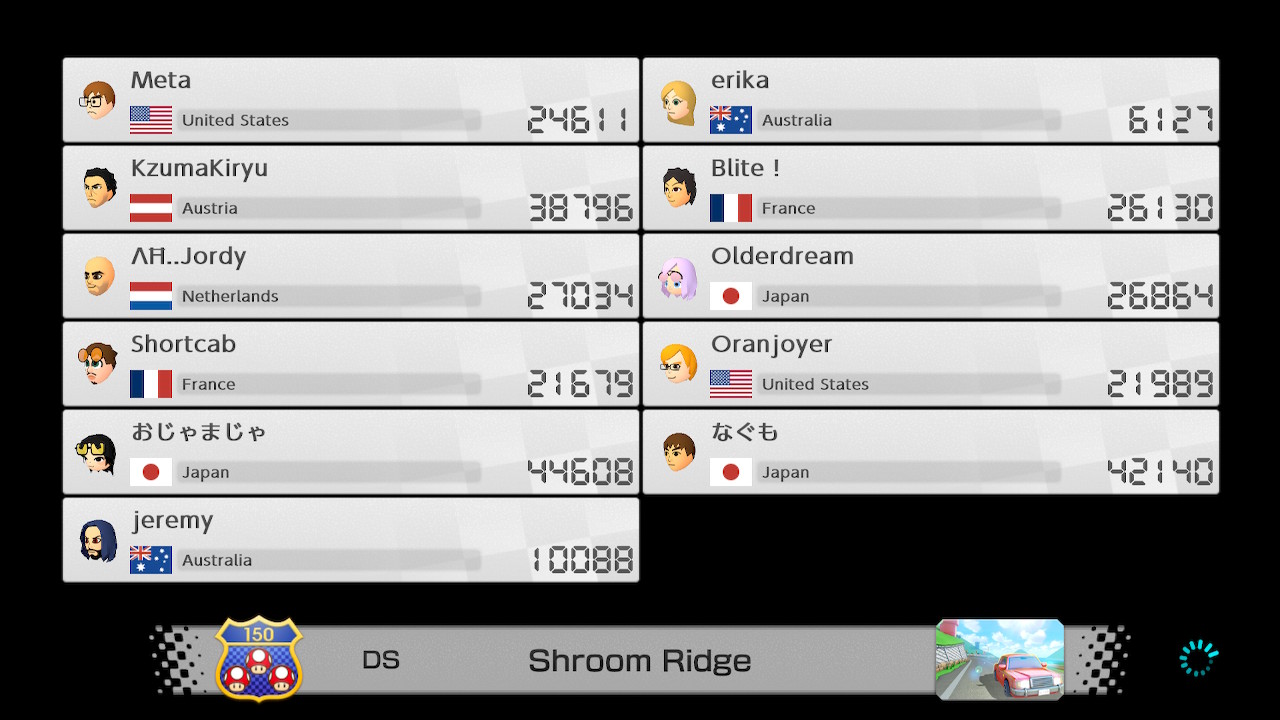 Meta
United States 24611
erika
Australia 6127
KzumaKiryu
Austria 38796
Blite !
France 26130
ΛĦ..Jordy
Netherlands 27034
Olderdream
Japan 26864
Shortcab
France 21679
Oranjoyer
United States 21989
おじゃまじゃ
Japan 44608
なぐも
Japan 42140
jeremy
Australia 10088
150
DS Shroom Ridge